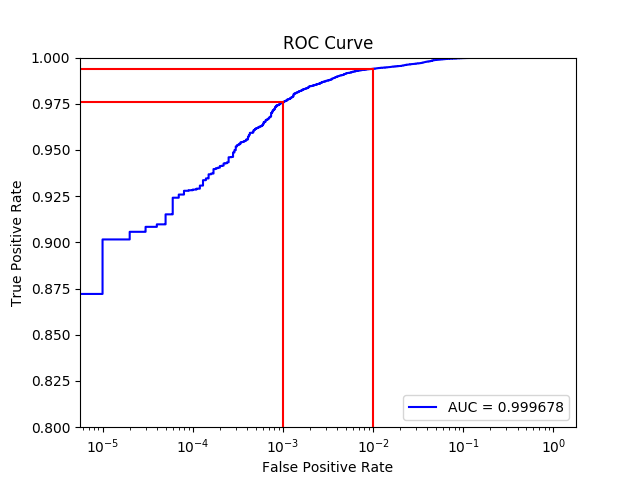 ROC Curve
1.000
0.975
0.950
0.925
0.900
0.875
0.850
0.825
0.800
True Positive Rate
10⁻⁵ 10⁻⁴ 10⁻³ 10⁻² 10⁻¹ 10⁰
False Positive Rate
AUC = 0.999678